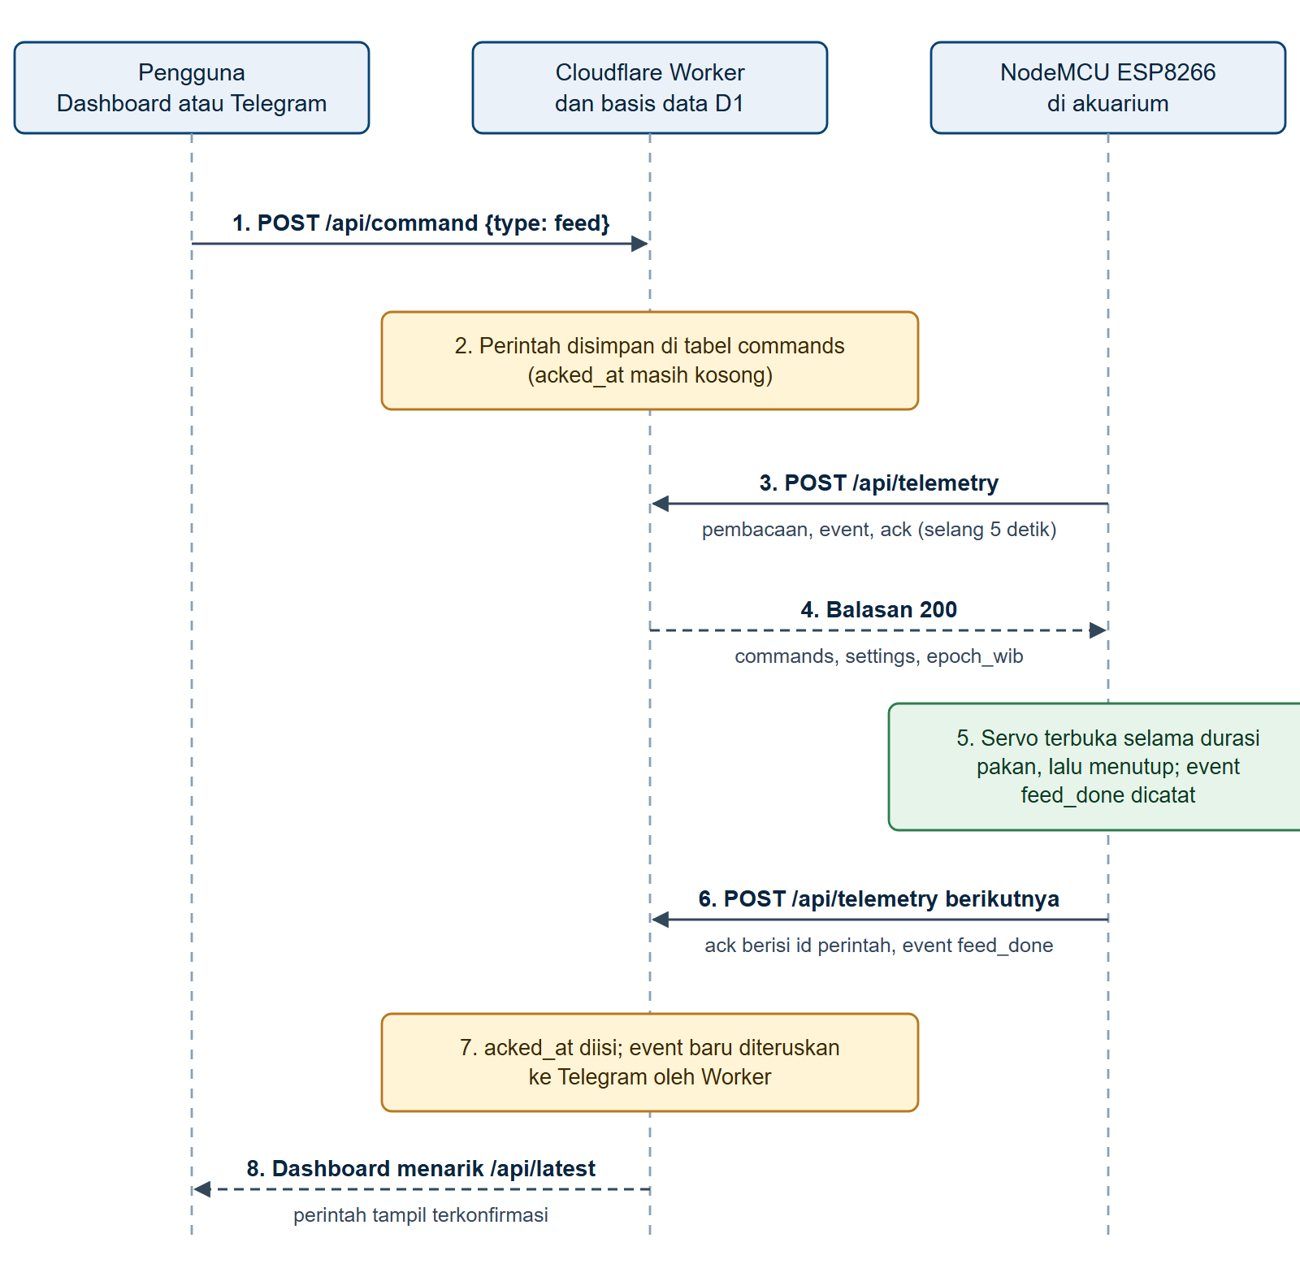 Pengguna
Dashboard atau Telegram
Cloudflare Worker
dan basis data D1
NodeMCU ESP8266
di akuarium
1. POST /api/command {type: feed}
2. Perintah disimpan di tabel commands
(acked_at masih kosong)
3. POST /api/telemetry
pembacaan, event, ack (selang 5 detik)
4. Balasan 200
commands, settings, epoch_wib
5. Servo terbuka selama durasi
pakan, lalu menutup; event
feed_done dicatat
6. POST /api/telemetry berikutnya
ack berisi id perintah, event feed_done
7. acked_at diisi; event baru diteruskan
ke Telegram oleh Worker
8. Dashboard menarik /api/latest
perintah tampil terkonfirmasi